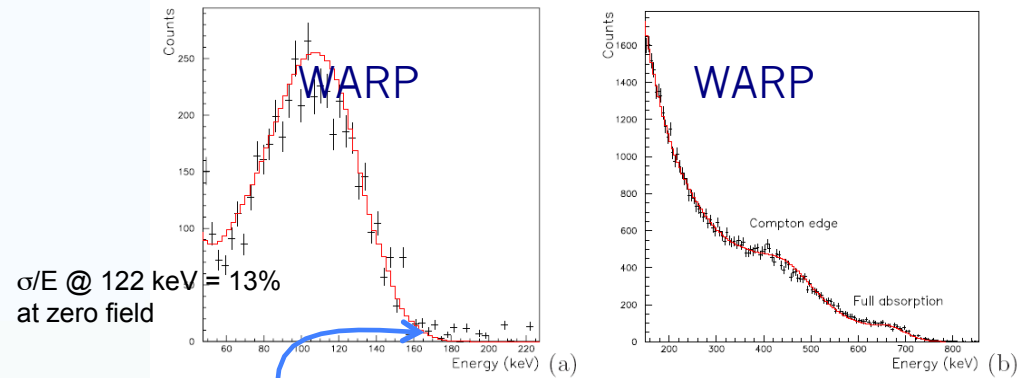 Counts
WARP
250
200
150
100
50
0
60
80
100
120
140
160
180
200
220
Energy (keV)
(a)
σ/E @ 122 keV = 13%
at zero field
Counts
WARP
1600
1400
1200
1000
800
600
400
200
0
Compton edge
Full absorption
200
300
400
500
600
700
800
Energy (keV)
(b)